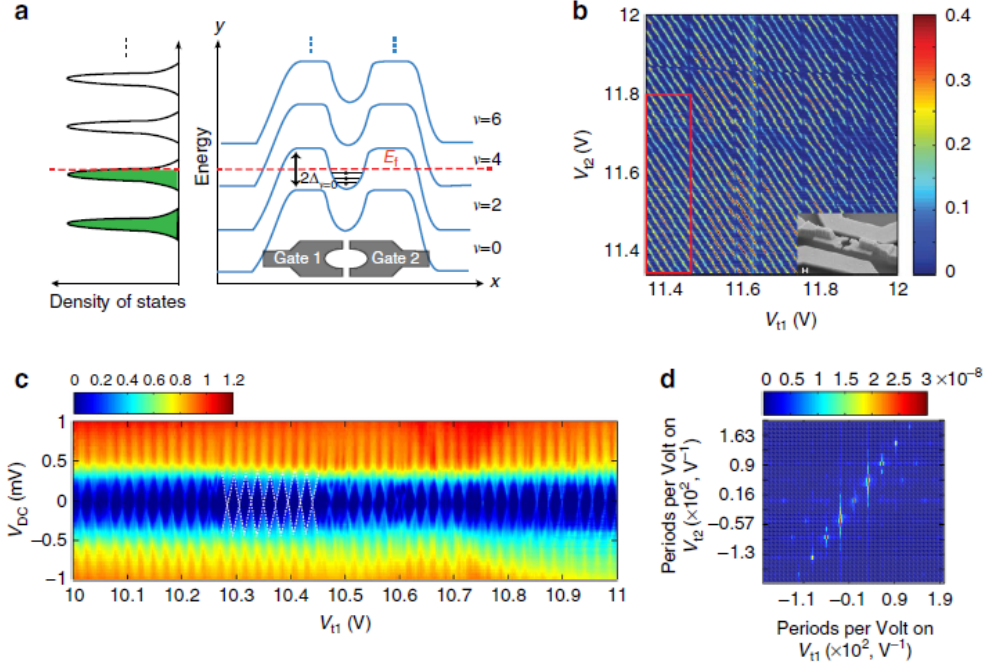 a
y
Energy
E_f
2Δ_ν=0
ν=6
ν=4
ν=2
ν=0
Gate 1
Gate 2
x
Density of states
b
12
11.8
11.6
11.4
V_t2 (V)
11.4
11.6
11.8
12
V_t1 (V)
0.4
0.3
0.2
0.1
0
H
c
0 0.2 0.4 0.6 0.8 1 1.2
1
0.5
0
−0.5
−1
V_DC (mV)
10 10.1 10.2 10.3 10.4 10.5 10.6 10.7 10.8 10.9 11
V_t1 (V)
d
0 0.5 1 1.5 2 2.5 3 ×10⁻⁸
1.63
0.9
0.16
−0.57
−1.3
Periods per Volt on
V_t2 (×10², V⁻¹)
−1.1 −0.1 0.9 1.9
Periods per Volt on
V_t1 (×10², V⁻¹)